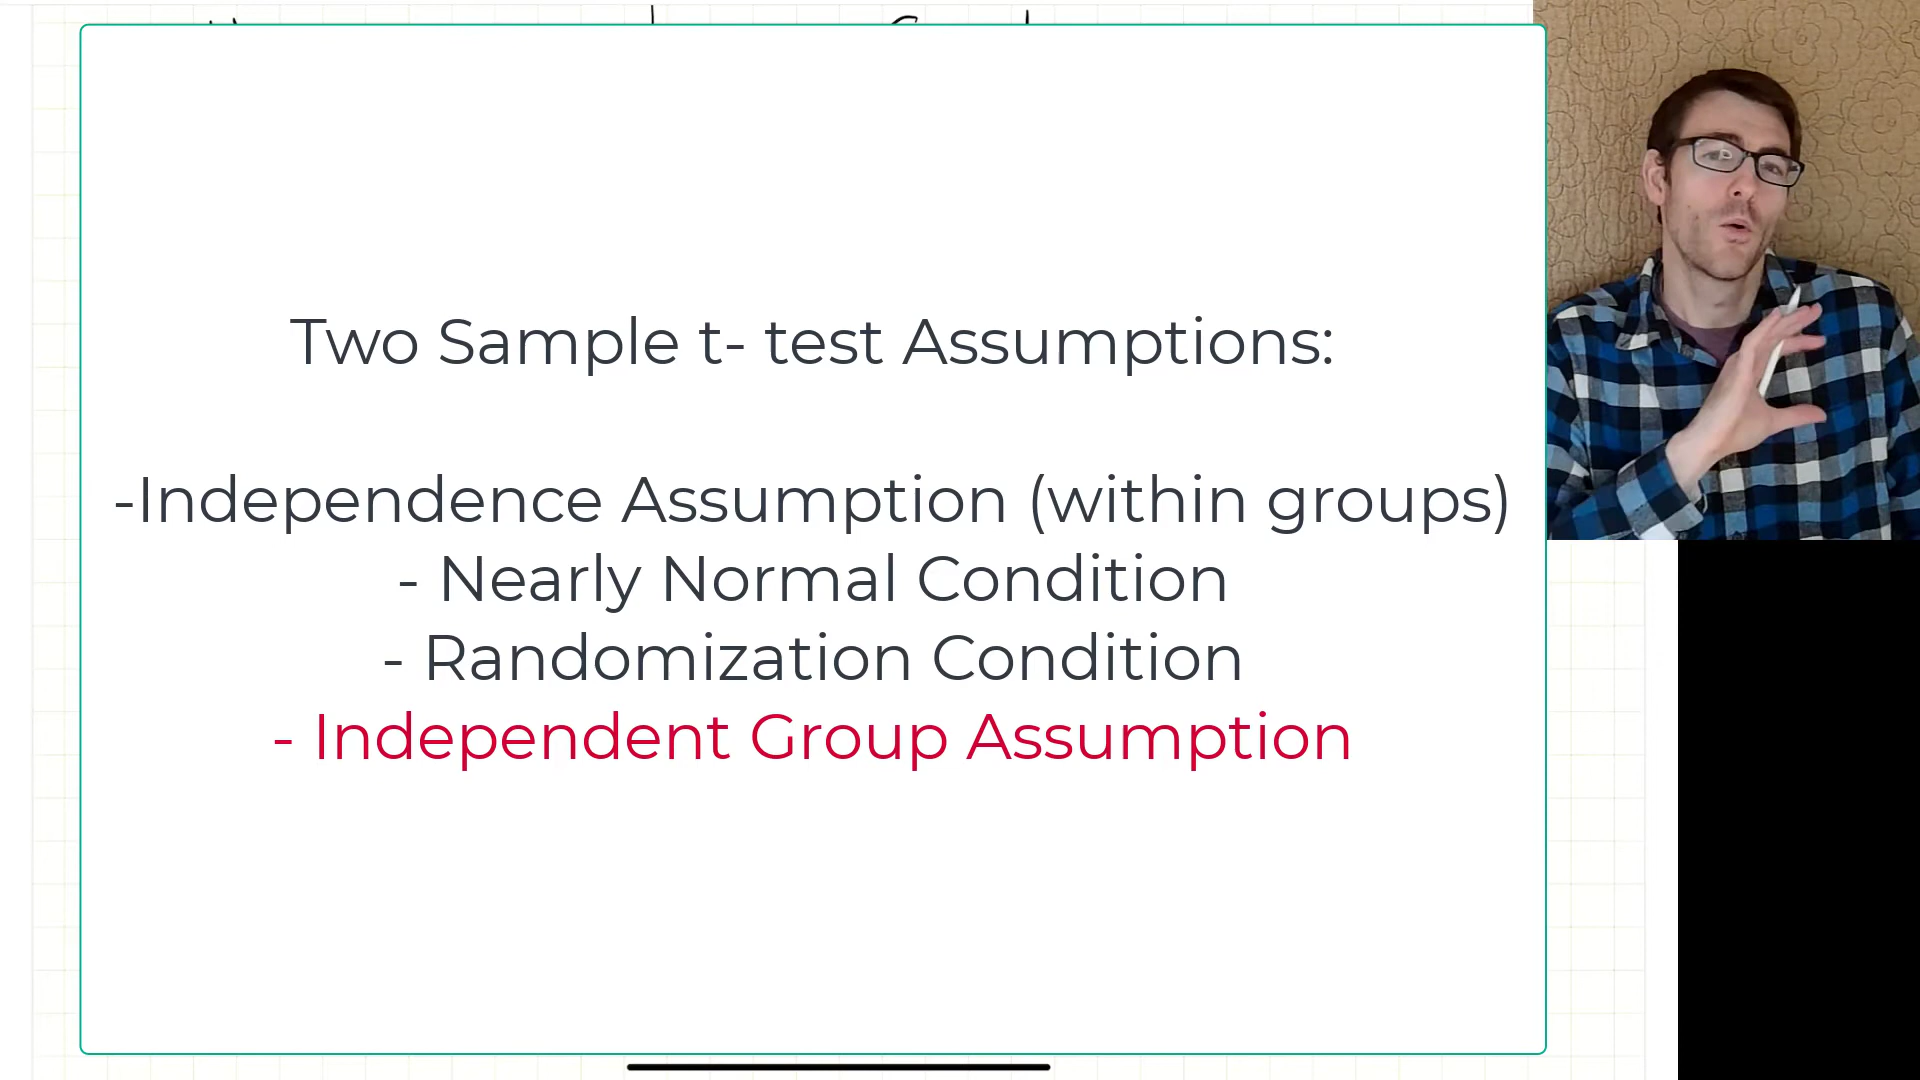 Two Sample t- test Assumptions:
-Independence Assumption (within groups)
- Nearly Normal Condition
- Randomization Condition
- Independent Group Assumption